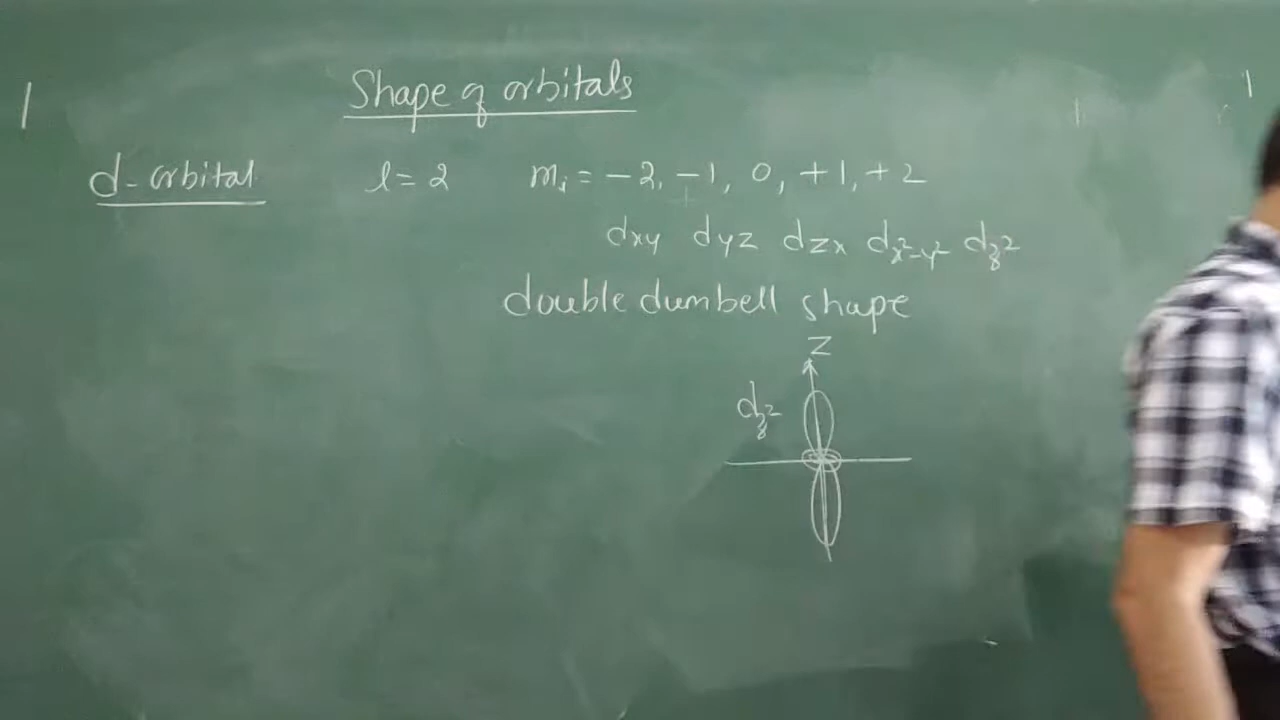 Shape of orbitals
d-orbital l=2 mₗ = -2, -1, 0, +1, +2
dxy dyz dzx dx²-y² dz²
double dumbell shape
Z
dz²